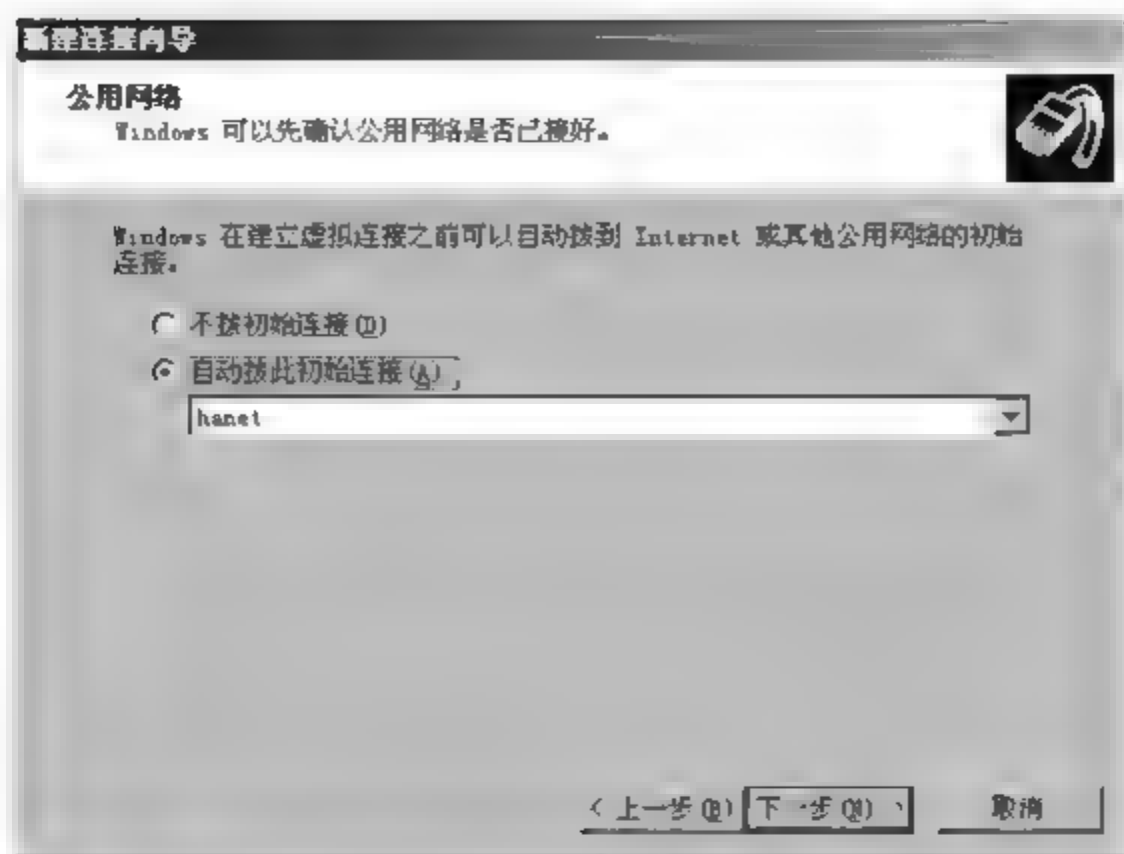 新建连接向导
公用网络
Windows 可以先确认公用网络是否已接好。
Windows 在建立虚拟连接之前可以自动拨到 Internet 或其他公用网络的初始
连接。
不拨初始连接(D)
自动拨此初始连接(A)
hanet
< 上一步(B) 下一步(N) > 取消